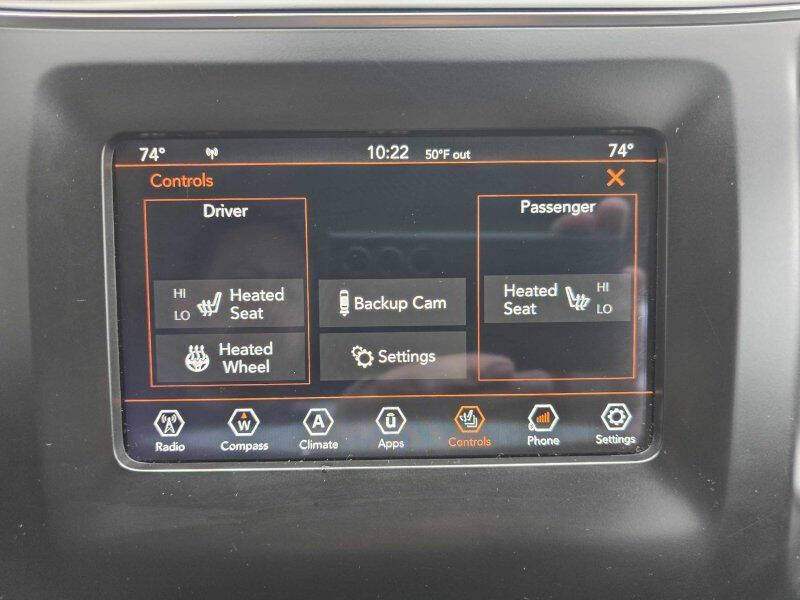 74° 10:22 50°F out 74°
Controls
Driver
Passenger
HI
LO
Heated
Seat
Backup Cam
Heated
Seat
HI
LO
Heated
Wheel
Settings
W
A
ū
Radio Compass Climate Apps Controls Phone Settings